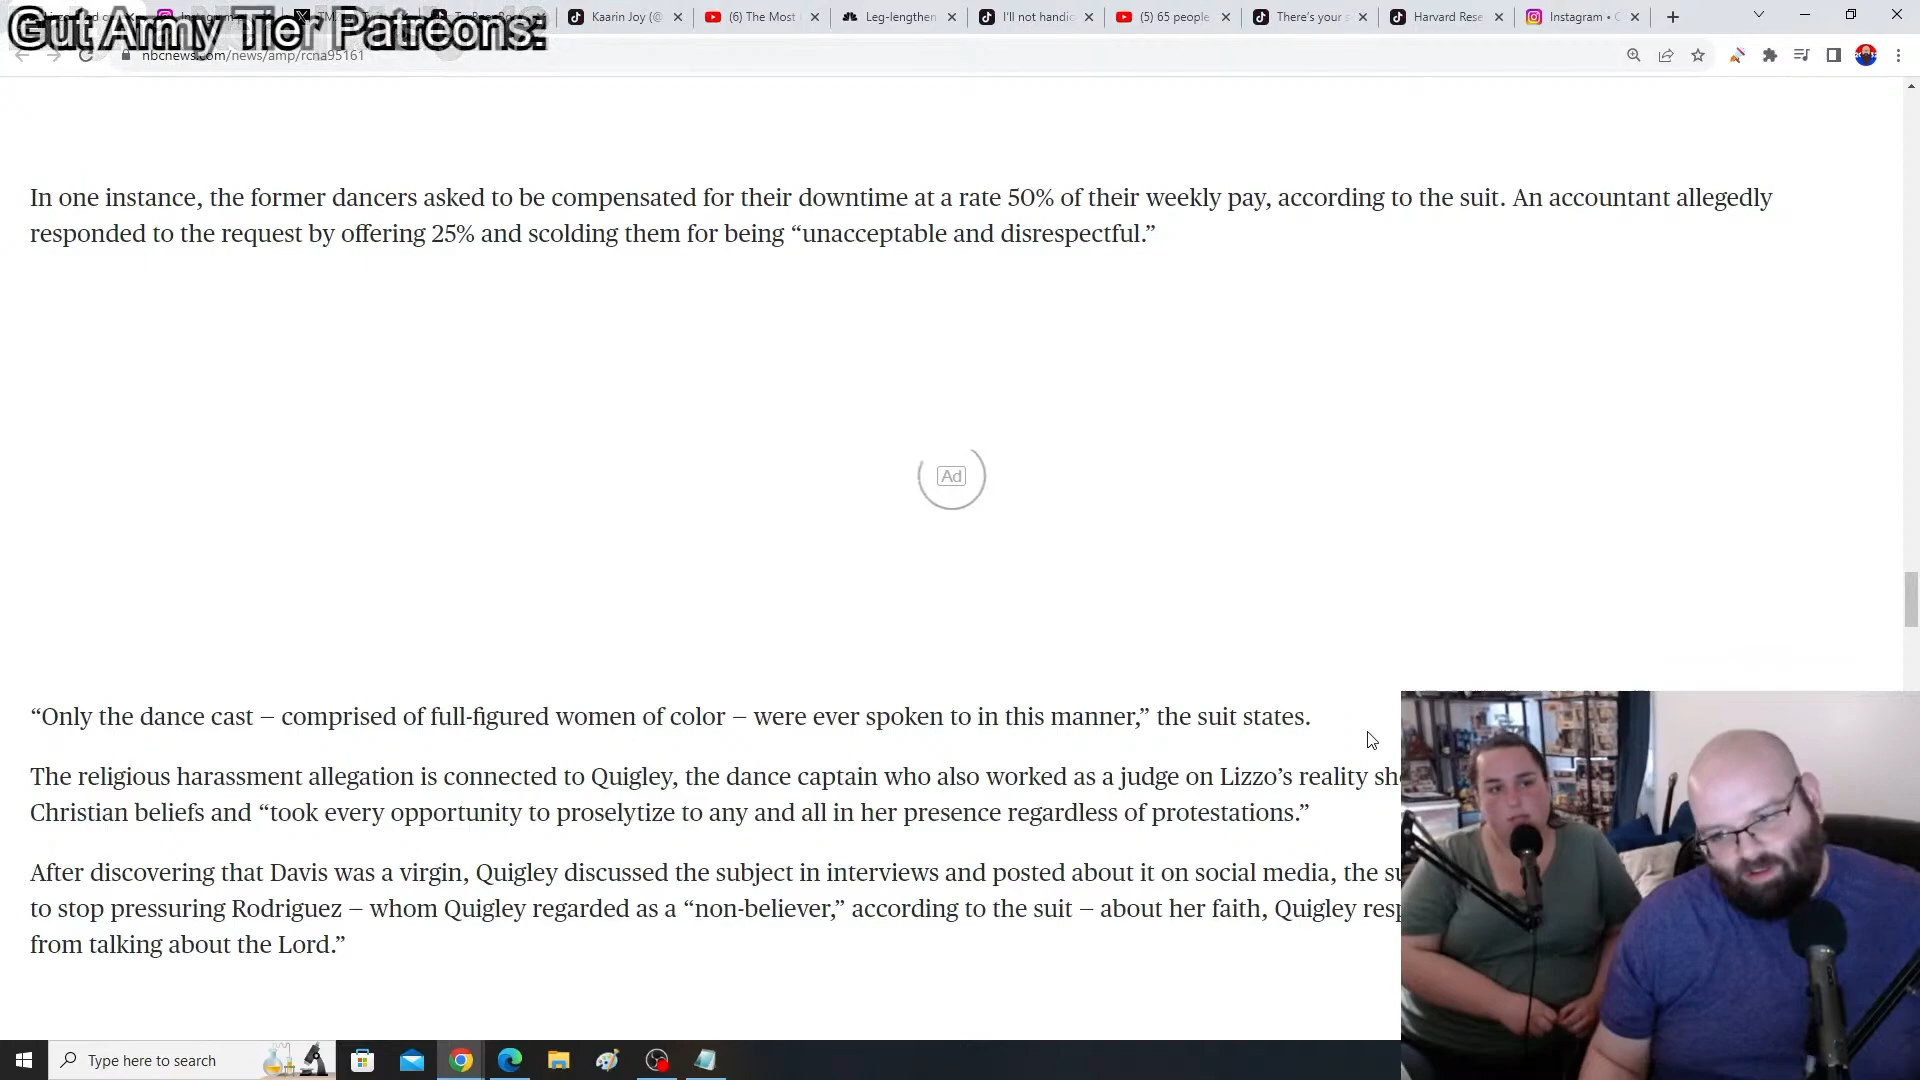 Gut Army Tier Patreons:
Kaarin Joy (@
(6) The Most
Leg-lengthen
I'll not handic
(5) 65 people
There's your s
Harvard Rese
Instagram • C
nbcnews.com/news/amp/rcna95161
In one instance, the former dancers asked to be compensated for their downtime at a rate 50% of their weekly pay, according to the suit. An accountant allegedly
responded to the request by offering 25% and scolding them for being “unacceptable and disrespectful.”
Ad
“Only the dance cast — comprised of full-figured women of color — were ever spoken to in this manner,” the suit states.
The religious harassment allegation is connected to Quigley, the dance captain who also worked as a judge on Lizzo’s reality sh
Christian beliefs and “took every opportunity to proselytize to any and all in her presence regardless of protestations.”
After discovering that Davis was a virgin, Quigley discussed the subject in interviews and posted about it on social media, the su
to stop pressuring Rodriguez — whom Quigley regarded as a “non-believer,” according to the suit — about her faith, Quigley resp
from talking about the Lord.”
Type here to search